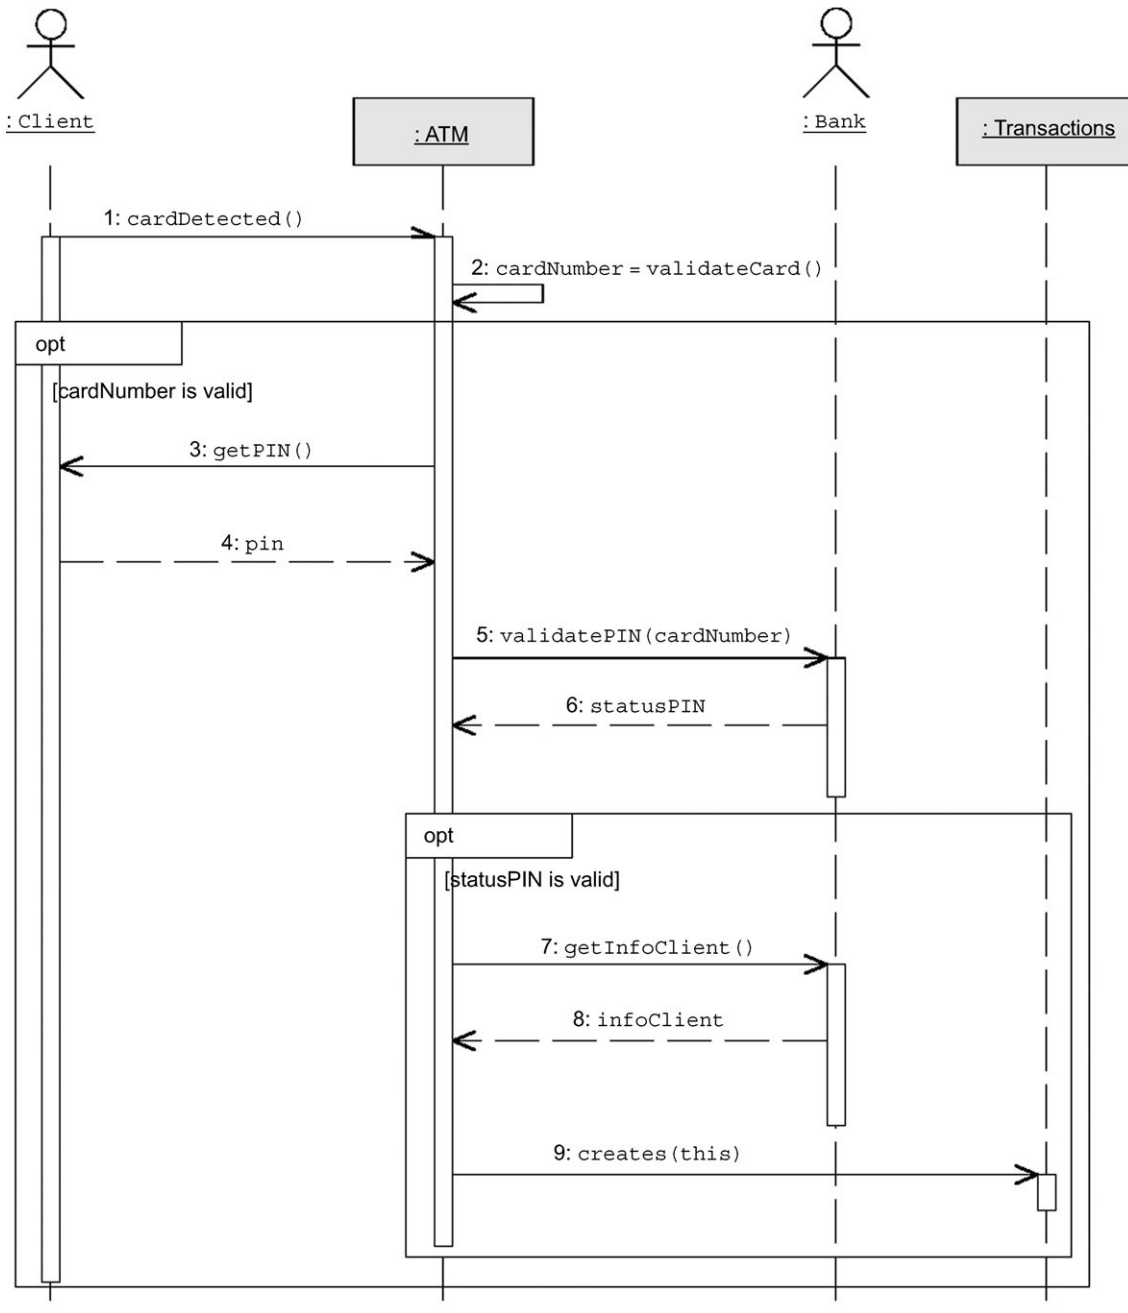 : Client
: ATM
: Bank
: Transactions
1: cardDetected()
2: cardNumber = validateCard()
opt
[cardNumber is valid]
3: getPIN()
4: pin
5: validatePIN(cardNumber)
6: statusPIN
opt
[statusPIN is valid]
7: getInfoClient()
8: infoClient
9: creates(this)